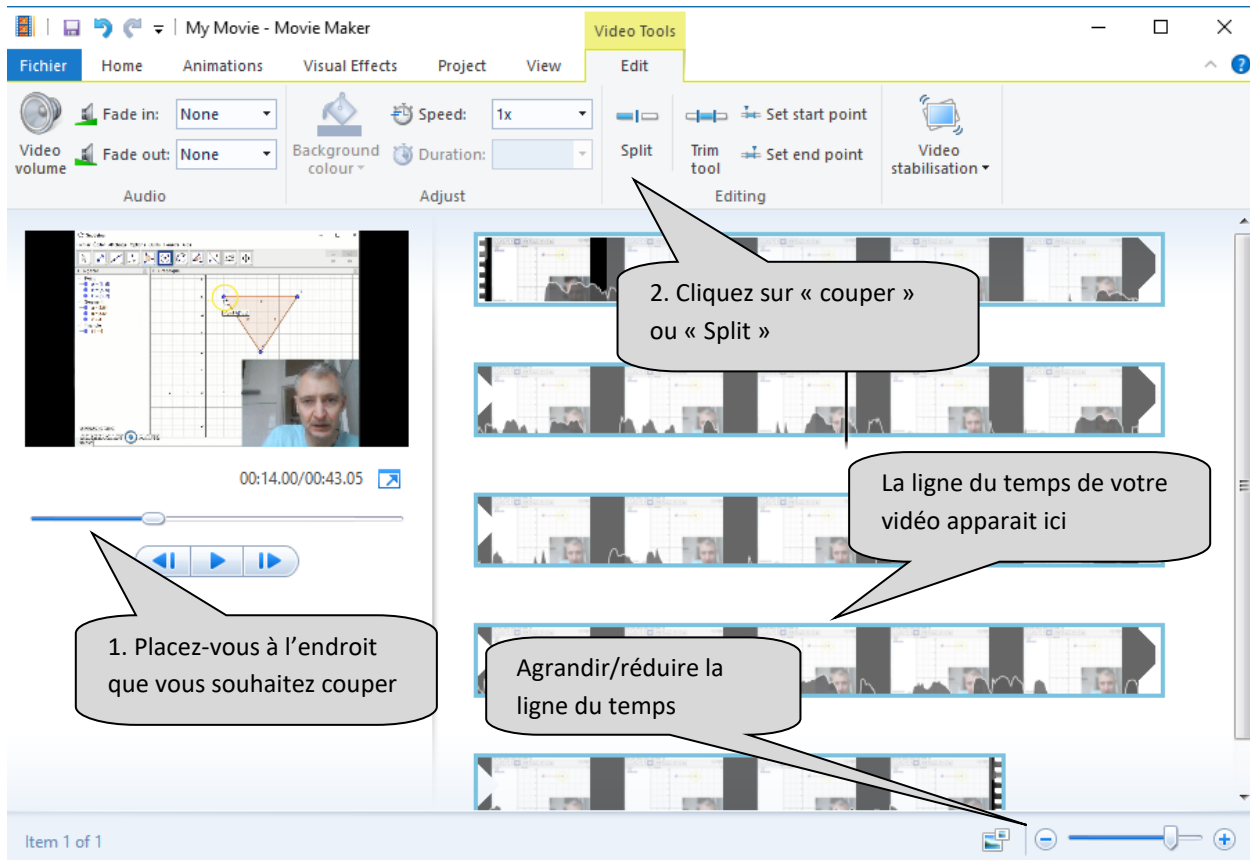 My Movie - Movie Maker
Video Tools
Fichier Home Animations Visual Effects Project View Edit
Fade in: None
Speed: 1x
Set start point
Video volume
Fade out: None
Background colour
Duration:
Split
Trim tool
Set end point
Video stabilisation
Audio
Adjust
Editing
2. Cliquez sur « couper »
ou « Split »
00:14.00/00:43.05
La ligne du temps de votre
vidéo apparait ici
1. Placez-vous à l’endroit
que vous souhaitez couper
Agrandir/réduire la
ligne du temps
Item 1 of 1